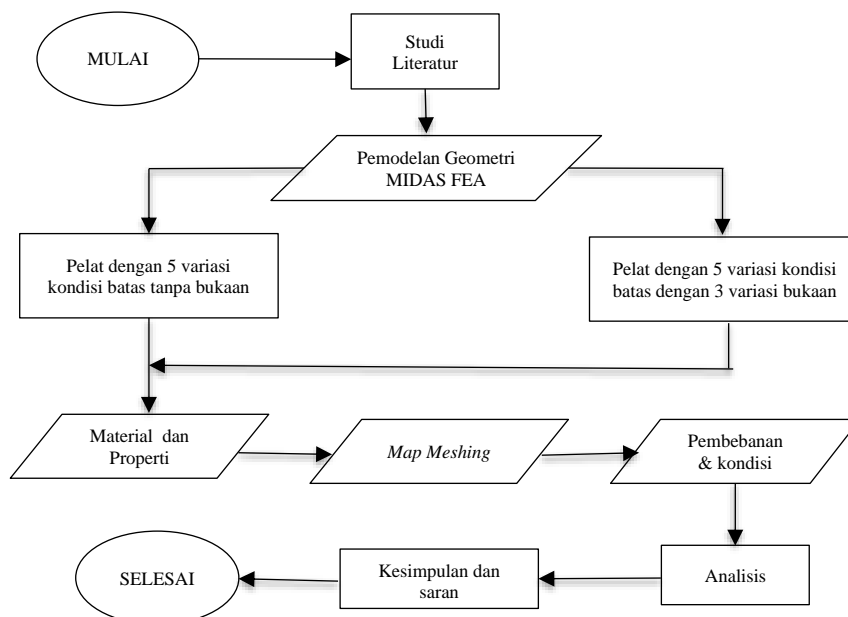 MULAI
Studi
Literatur
Pemodelan Geometri
MIDAS FEA
Pelat dengan 5 variasi
kondisi batas tanpa bukaan
Pelat dengan 5 variasi kondisi
batas dengan 3 variasi bukaan
Material dan
Properti
Map Meshing
Pembebanan
& kondisi
Analisis
Kesimpulan dan
saran
SELESAI